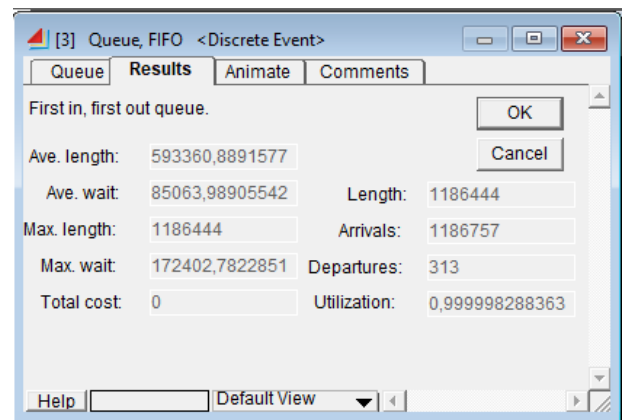 [3] Queue, FIFO <Discrete Event>
Queue Results Animate Comments
First in, first out queue.
OK
Cancel
Ave. length: 593360,8891577
Ave. wait: 85063,98905542 Length: 1186444
Max. length: 1186444 Arrivals: 1186757
Max. wait: 172402,7822851 Departures: 313
Total cost: 0 Utilization: 0,999998288363
Help Default View